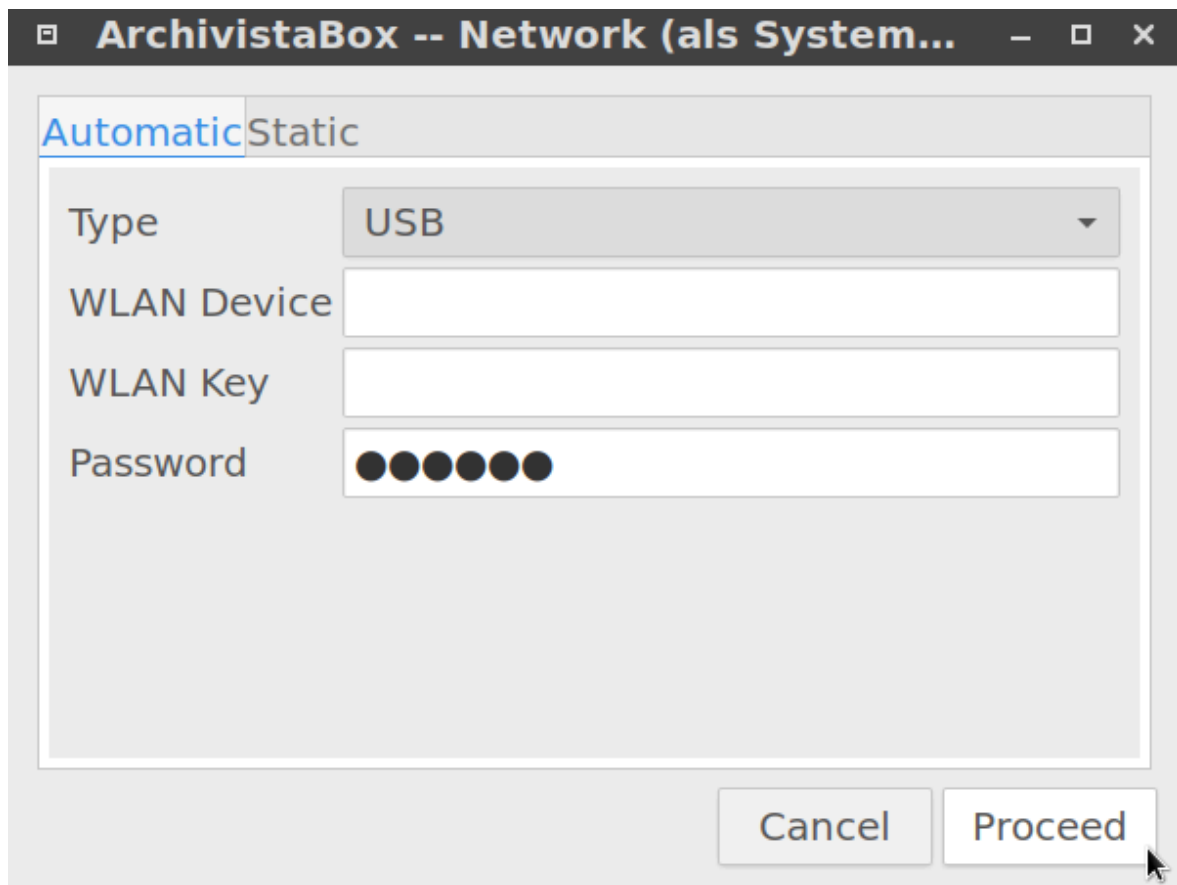 ArchivistaBox -- Network (als System...
Automatic Static
Type USB
WLAN Device
WLAN Key
Password ●●●●●●
Cancel Proceed